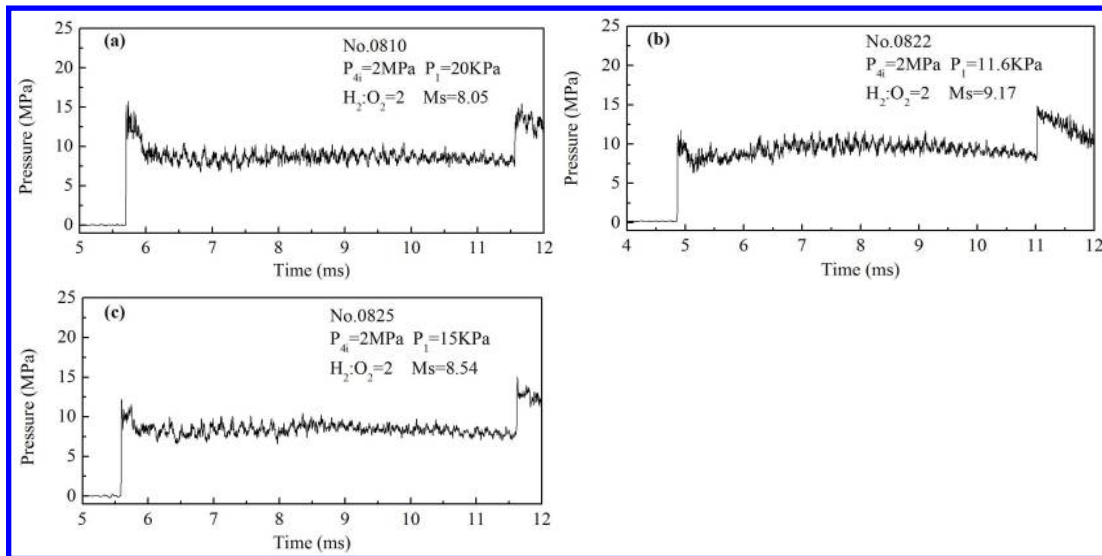 (a)
No.0810
P4i=2MPa P1=20KPa
H2:O2=2 Ms=8.05
Pressure (MPa)
25
20
15
10
5
0
5 6 7 8 9 10 11 12
Time (ms)
(b)
No.0822
P4i=2MPa P1=11.6KPa
H2:O2=2 Ms=9.17
Pressure (MPa)
25
20
15
10
5
0
4 5 6 7 8 9 10 11 12
Time (ms)
(c)
No.0825
P4i=2MPa P1=15KPa
H2:O2=2 Ms=8.54
Pressure (MPa)
25
20
15
10
5
0
5 6 7 8 9 10 11 12
Time (ms)